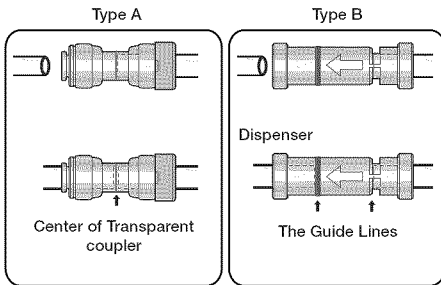 Type A
Type B
Dispenser
Center of Transparent
coupler
The Guide Lines